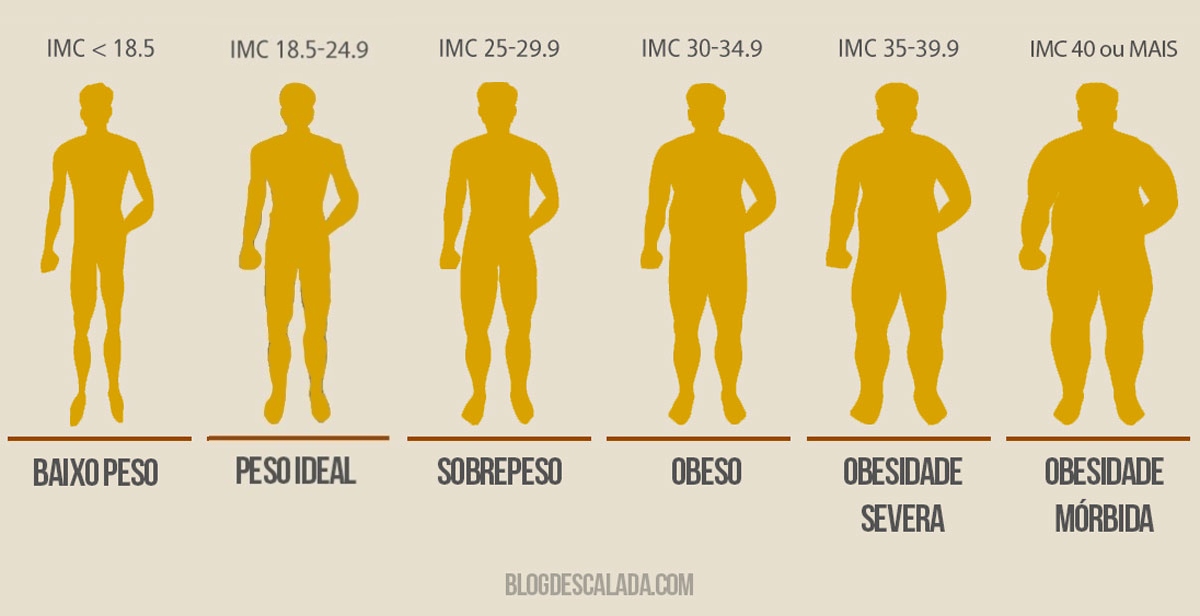 IMC < 18.5
IMC 18.5-24.9
IMC 25-29.9
IMC 30-34.9
IMC 35-39.9
IMC 40 ou MAIS
BAIXO PESO
PESO IDEAL
SOBREPESO
OBESO
OBESIDADE
SEVERA
OBESIDADE
MÓRBIDA
BLOGDESCALADA.COM